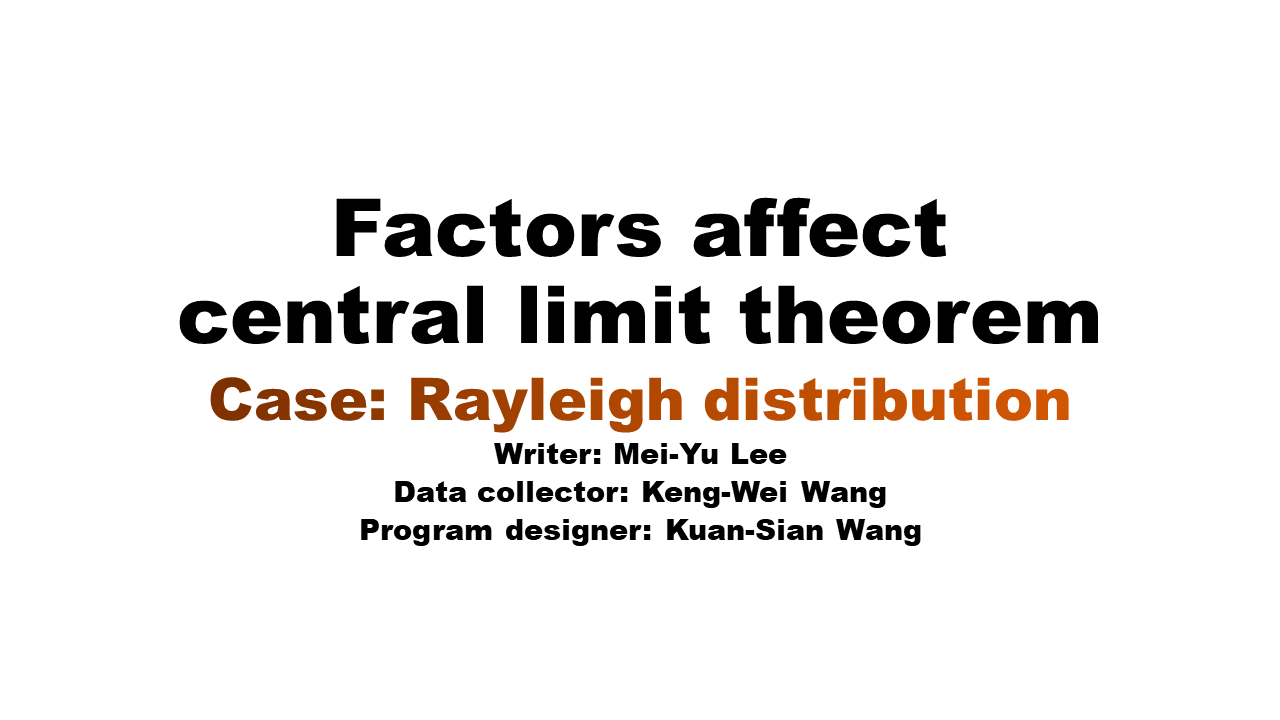 Factors affect
central limit theorem
Case: Rayleigh distribution
Writer: Mei-Yu Lee
Data collector: Keng-Wei Wang
Program designer: Kuan-Sian Wang